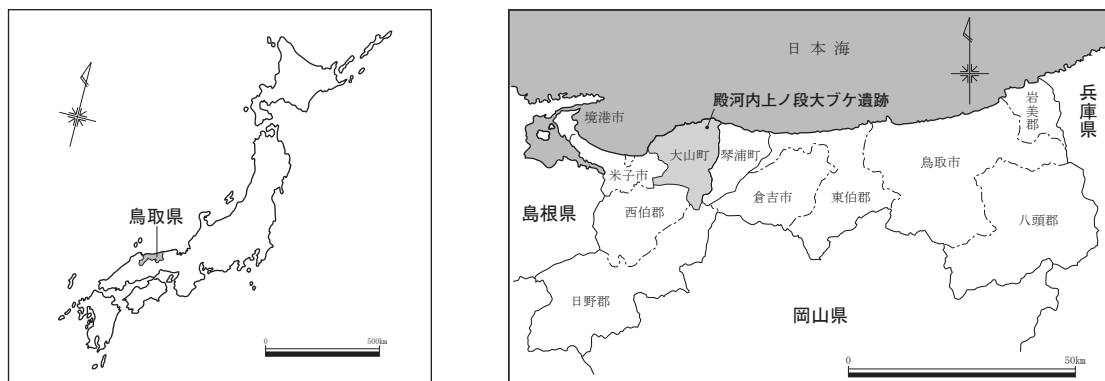 鳥取県
0
500km
日本海
殿河内上ノ段大ブケ遺跡
境港市
大山町
琴浦町
米子市
岩美郡
兵庫県
鳥取市
倉吉市
東伯郡
島根県
西伯郡
八頭郡
日野郡
岡山県
0
50km